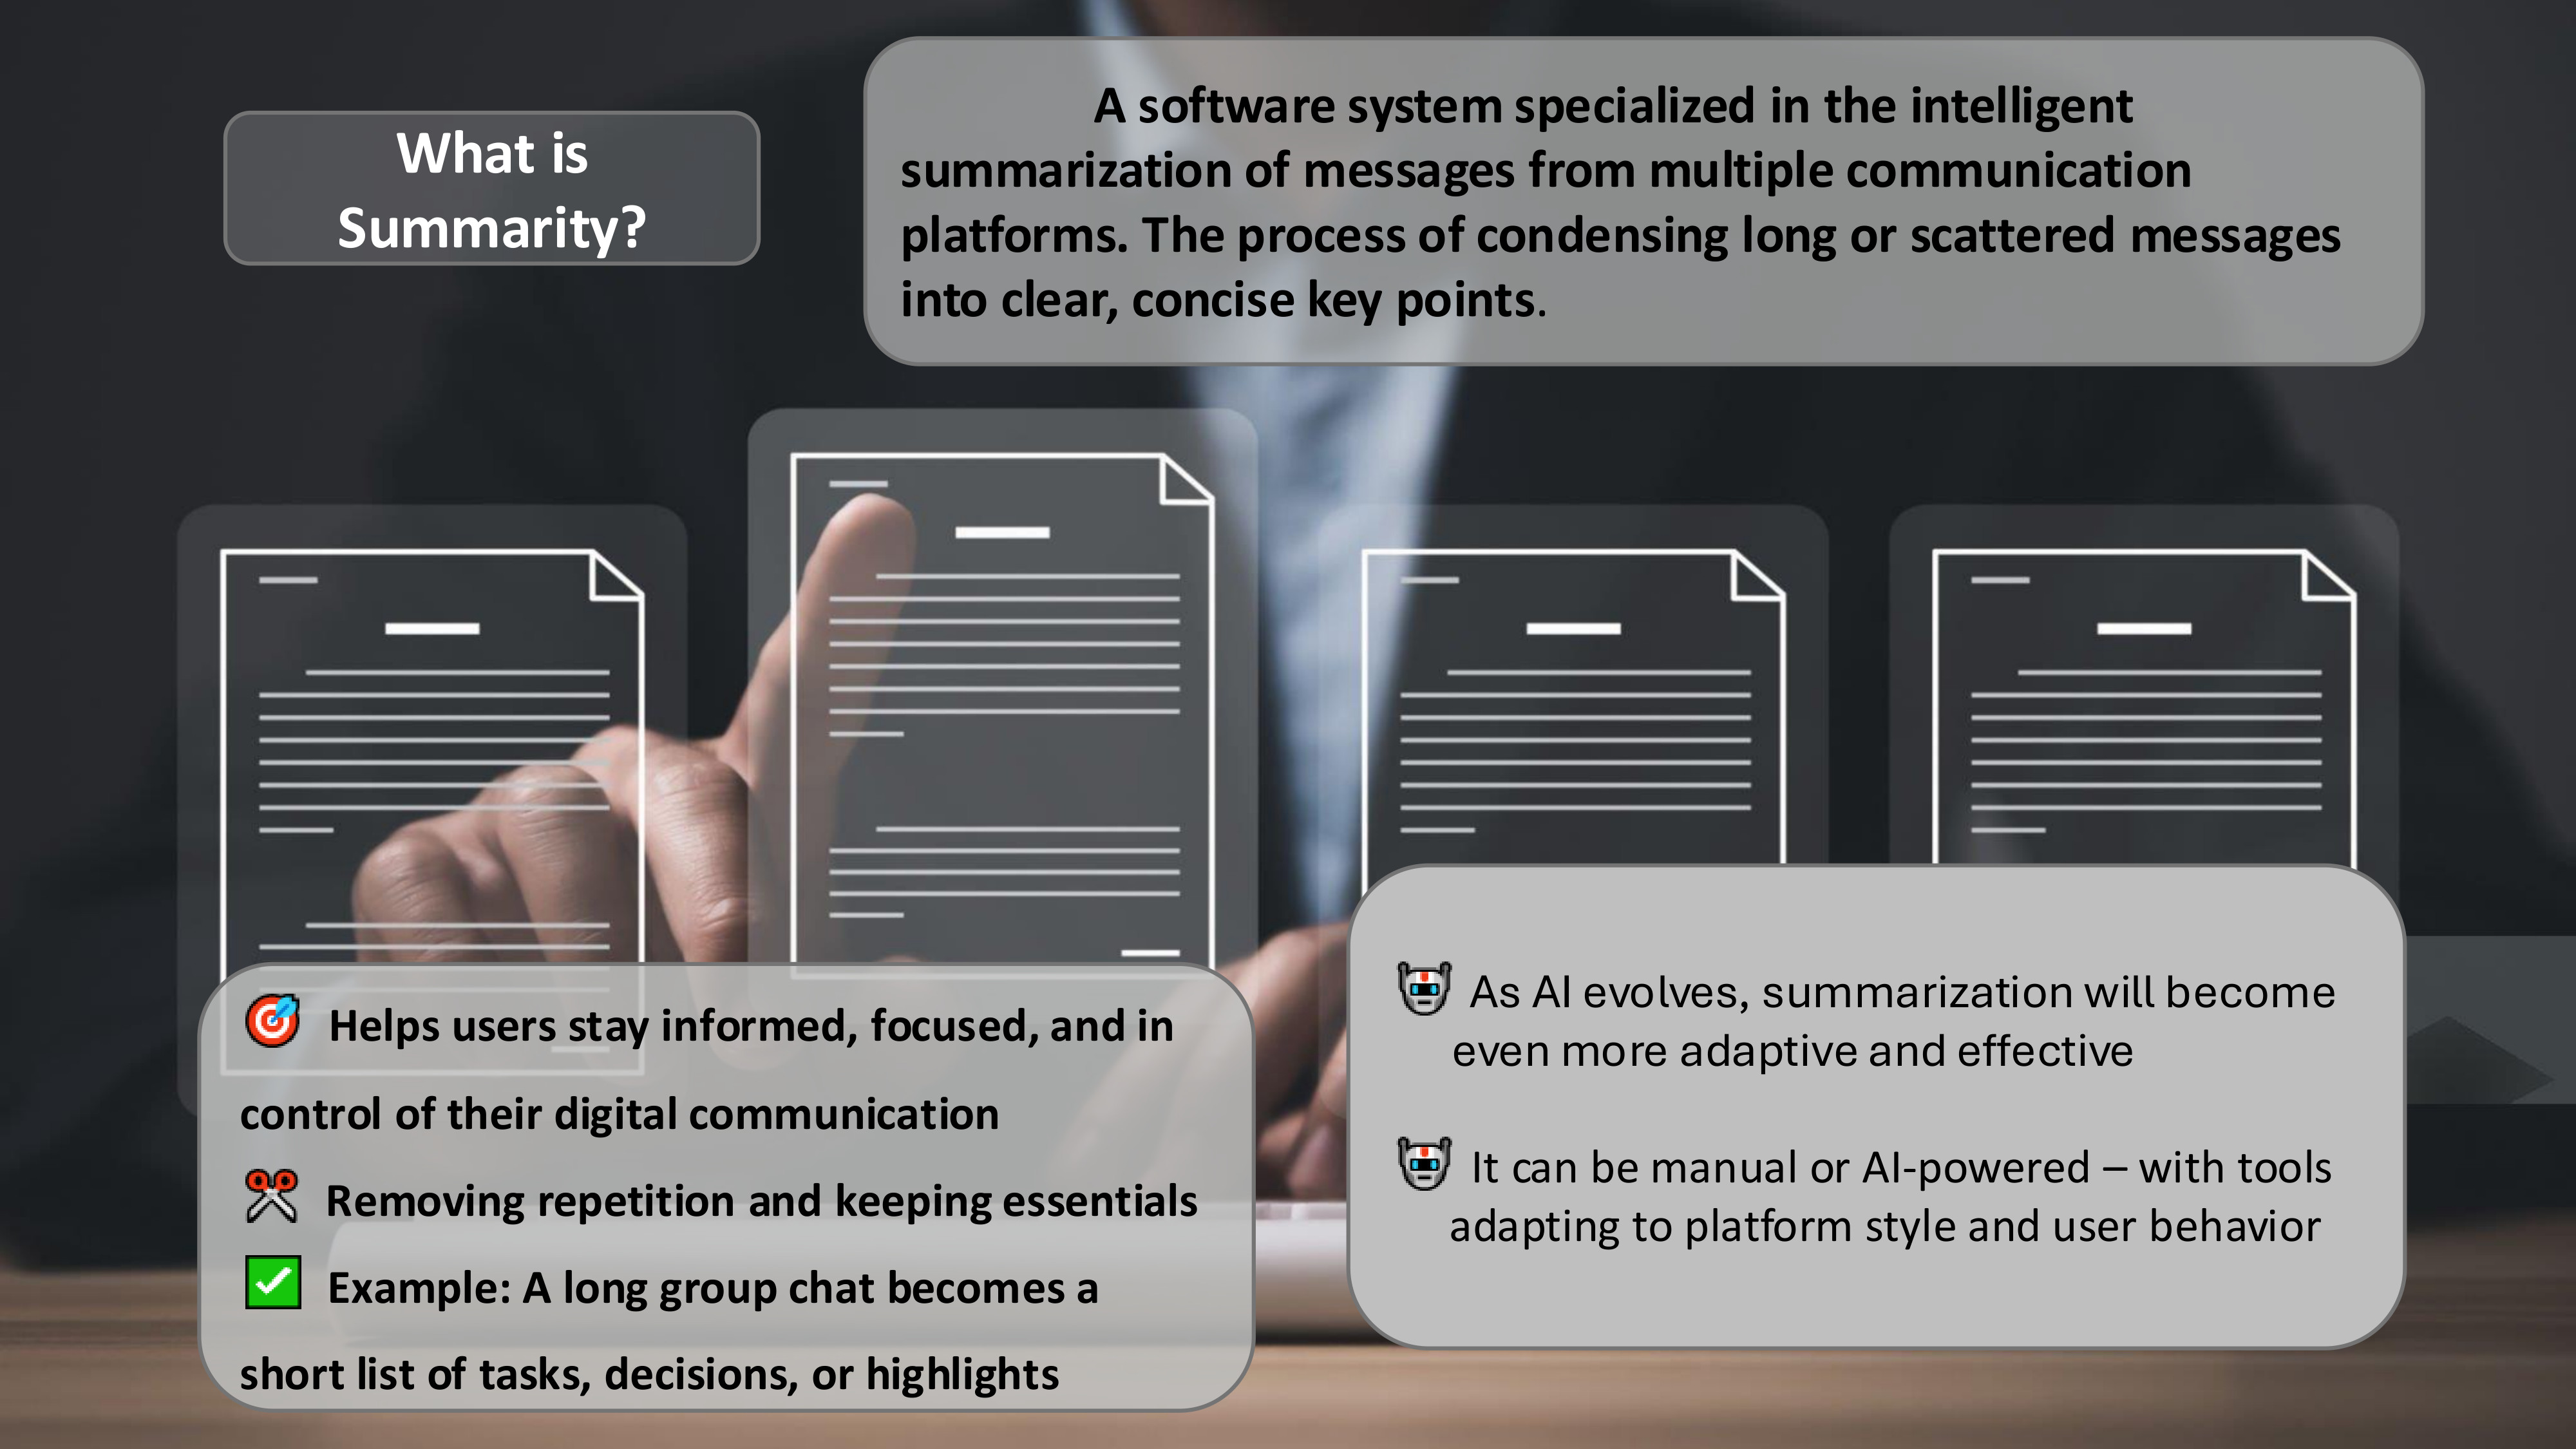 What is
Summarity?
A software system specialized in the intelligent
summarization of messages from multiple communication
platforms. The process of condensing long or scattered messages
into clear, concise key points.
🎯 Helps users stay informed, focused, and in
control of their digital communication
✂ Removing repetition and keeping essentials
✅ Example: A long group chat becomes a
short list of tasks, decisions, or highlights
🤖 As AI evolves, summarization will become
even more adaptive and effective
🤖 It can be manual or AI-powered – with tools
adapting to platform style and user behavior